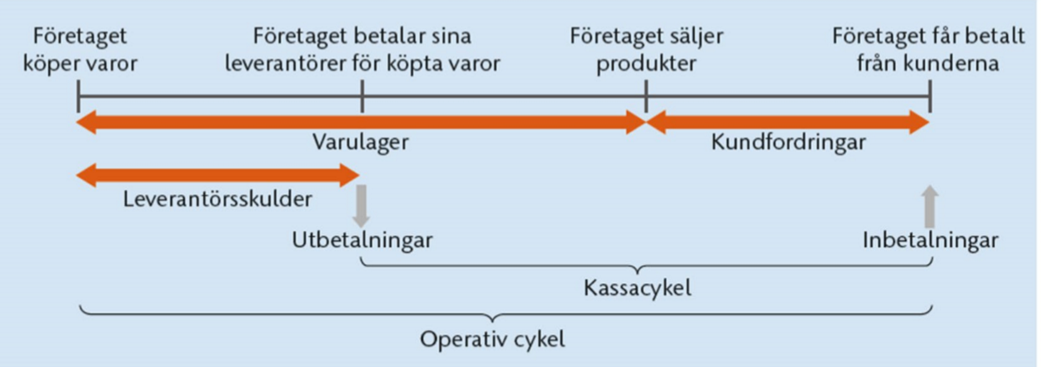 Företaget
köper varor
Företaget betalar sina
leverantörer för köpta varor
Företaget säljer
produkter
Företaget får betalt
från kunderna
Varulager
Kundfordringar
Leverantörsskulder
Utbetalningar
Inbetalningar
Kassacykel
Operativ cykel